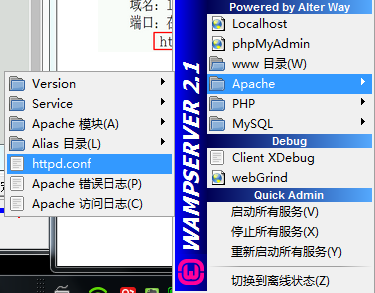 域名:
端口: 在
ht
Version
Service
Apache 模块(A)
Alias 目录(L)
httpd.conf
Apache 错误日志(P)
Apache 访问日志(C)
WAMPSERVER 2.1
Powered by Alter Way
Localhost
phpMyAdmin
www 目录(W)
Apache
PHP
MySQL
Debug
Client XDebug
webGrind
Quick Admin
启动所有服务(V)
停止所有服务(X)
重新启动所有服务(Y)
切换到离线状态(Z)